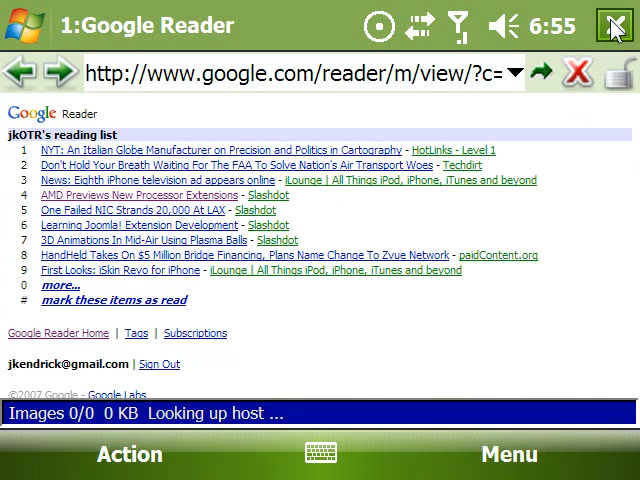 1:Google Reader 6:55
http://www.google.com/reader/m/view/?c=
Google Reader
jkOTR's reading list
1 NYT: An Italian Globe Manufacturer on Precision and Politics in Cartography - HotLinks - Level 1
2 Don't Hold Your Breath Waiting For The FAA To Solve Nation's Air Transport Woes - Techdirt
3 News: Eighth iPhone television ad appears online - iLounge | All Things iPod, iPhone, iTunes and beyond
4 AMD Previews New Processor Extensions - Slashdot
5 One Failed NIC Strands 20,000 At LAX - Slashdot
6 Learning Joomla! Extension Development - Slashdot
7 3D Animations In Mid-Air Using Plasma Balls - Slashdot
8 HandHeld Takes On $5 Million Bridge Financing, Plans Name Change To Zvue Network - paidContent.org
9 First Looks: iSkin Revo for iPhone - iLounge | All Things iPod, iPhone, iTunes and beyond
0 more...
# mark these items as read
Google Reader Home | Tags | Subscriptions
jkendrick@gmail.com | Sign Out
©2007 Google - Google Labs
Images 0/0 0 KB Looking up host ...
Action Menu